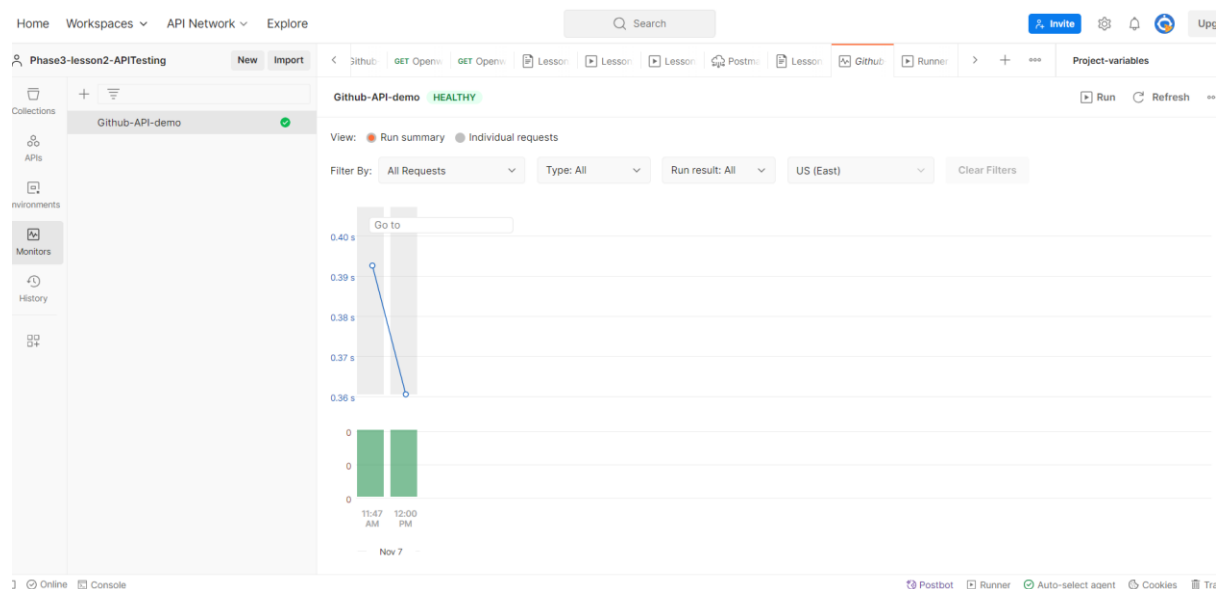 Home Workspaces API Network Explore Search Invite Upg
Phase3-lesson2-APITesting New Import Github GET Openw GET Openw Lesson Lesson Lesson Postma Lesson Github Runner Project-variables
Collections
APIs
nvironments
Monitors
History
Github-API-demo
Github-API-demo HEALTHY Run Refresh
View: Run summary Individual requests
Filter By: All Requests Type: All Run result: All US (East) Clear Filters
Go to
0.40 s
0.39 s
0.38 s
0.37 s
0.36 s
0
0
0
11:47 12:00
AM PM
Nov 7
Online Console Postbot Runner Auto-select agent Cookies Tra